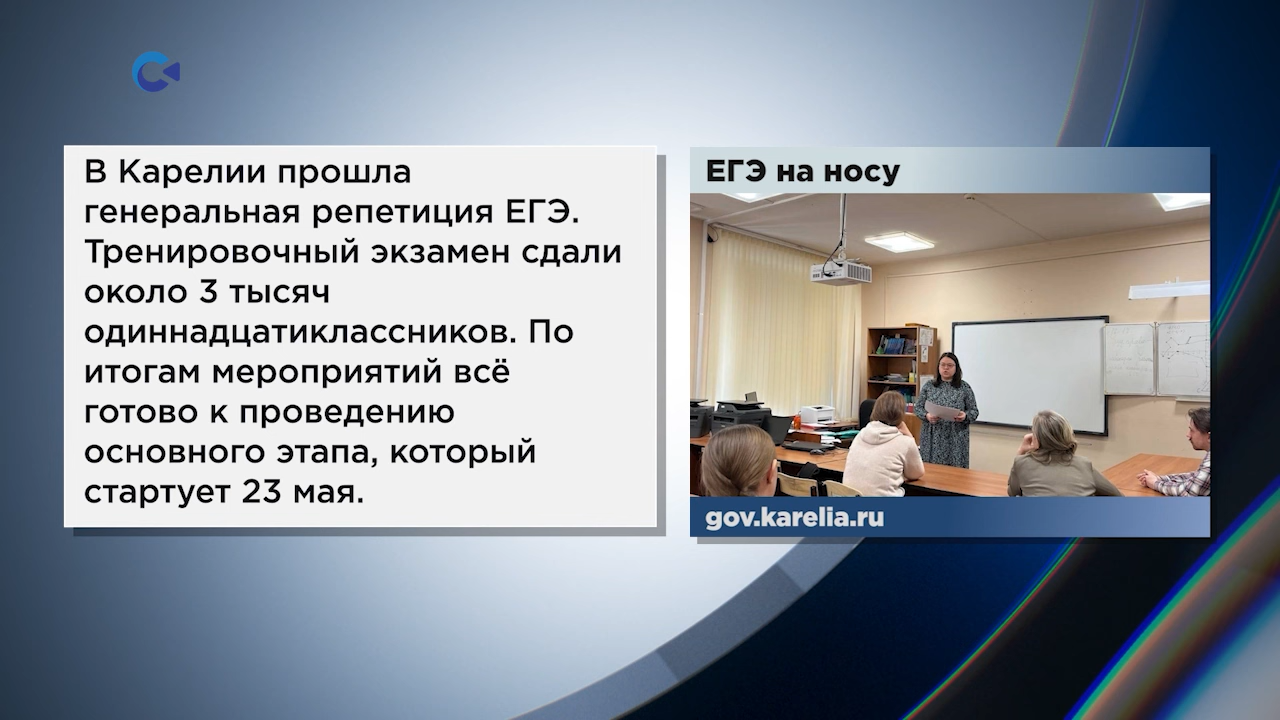 В Карелии прошла
генеральная репетиция ЕГЭ.
Тренировочный экзамен сдали
около 3 тысяч
одиннадцатиклассников. По
итогам мероприятий всё
готово к проведению
основного этапа, который
стартует 23 мая.
ЕГЭ на носу
gov.karelia.ru